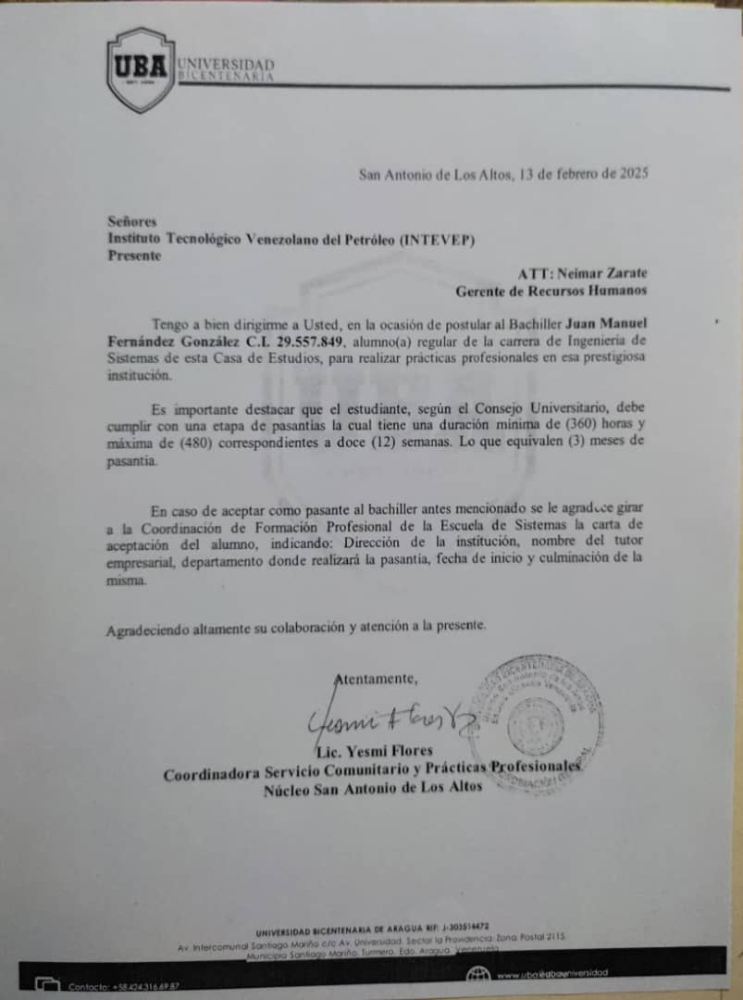 UBA
UNIVERSIDAD
BICENTENARIA
San Antonio de Los Altos, 13 de febrero de 2025
Señores
Instituto Tecnológico Venezolano del Petróleo (INTEVEP)
Presente
ATT: Neimar Zarate
Gerente de Recursos Humanos
Tengo a bien dirigirme a Usted, en la ocasión de postular al Bachiller Juan Manuel
Fernández González C.I. 29.557.849, alumno(a) regular de la carrera de Ingeniería de
Sistemas de esta Casa de Estudios, para realizar prácticas profesionales en esa prestigiosa
institución.
Es importante destacar que el estudiante, según el Consejo Universitario, debe
cumplir con una etapa de pasantías la cual tiene una duración mínima de (360) horas y
máxima de (480) correspondientes a doce (12) semanas. Lo que equivalen (3) meses de
pasantía.
En caso de aceptar como pasante al bachiller antes mencionado se le agradece girar
a la Coordinación de Formación Profesional de la Escuela de Sistemas la carta de
aceptación del alumno, indicando: Dirección de la institución, nombre del tutor
empresarial, departamento donde realizará la pasantía, fecha de inicio y culminación de la
misma.
Agradeciendo altamente su colaboración y atención a la presente.
Atentamente,
Yesmi Flores
Lic. Yesmi Flores
Coordinadora Servicio Comunitario y Prácticas Profesionales
Núcleo San Antonio de Los Altos
UNIVERSIDAD BICENTENARIA DE ARAGUA RIF: J-303514472
Av. Intercomunal Santiago Mariño c/c Av. Universidad. Sector la Providencia. Zona. Postal 2115.
Municipio Santiago Mariño. Turmero. Edo. Aragua. Venezuela
Contacto: +58.424.316.69.87